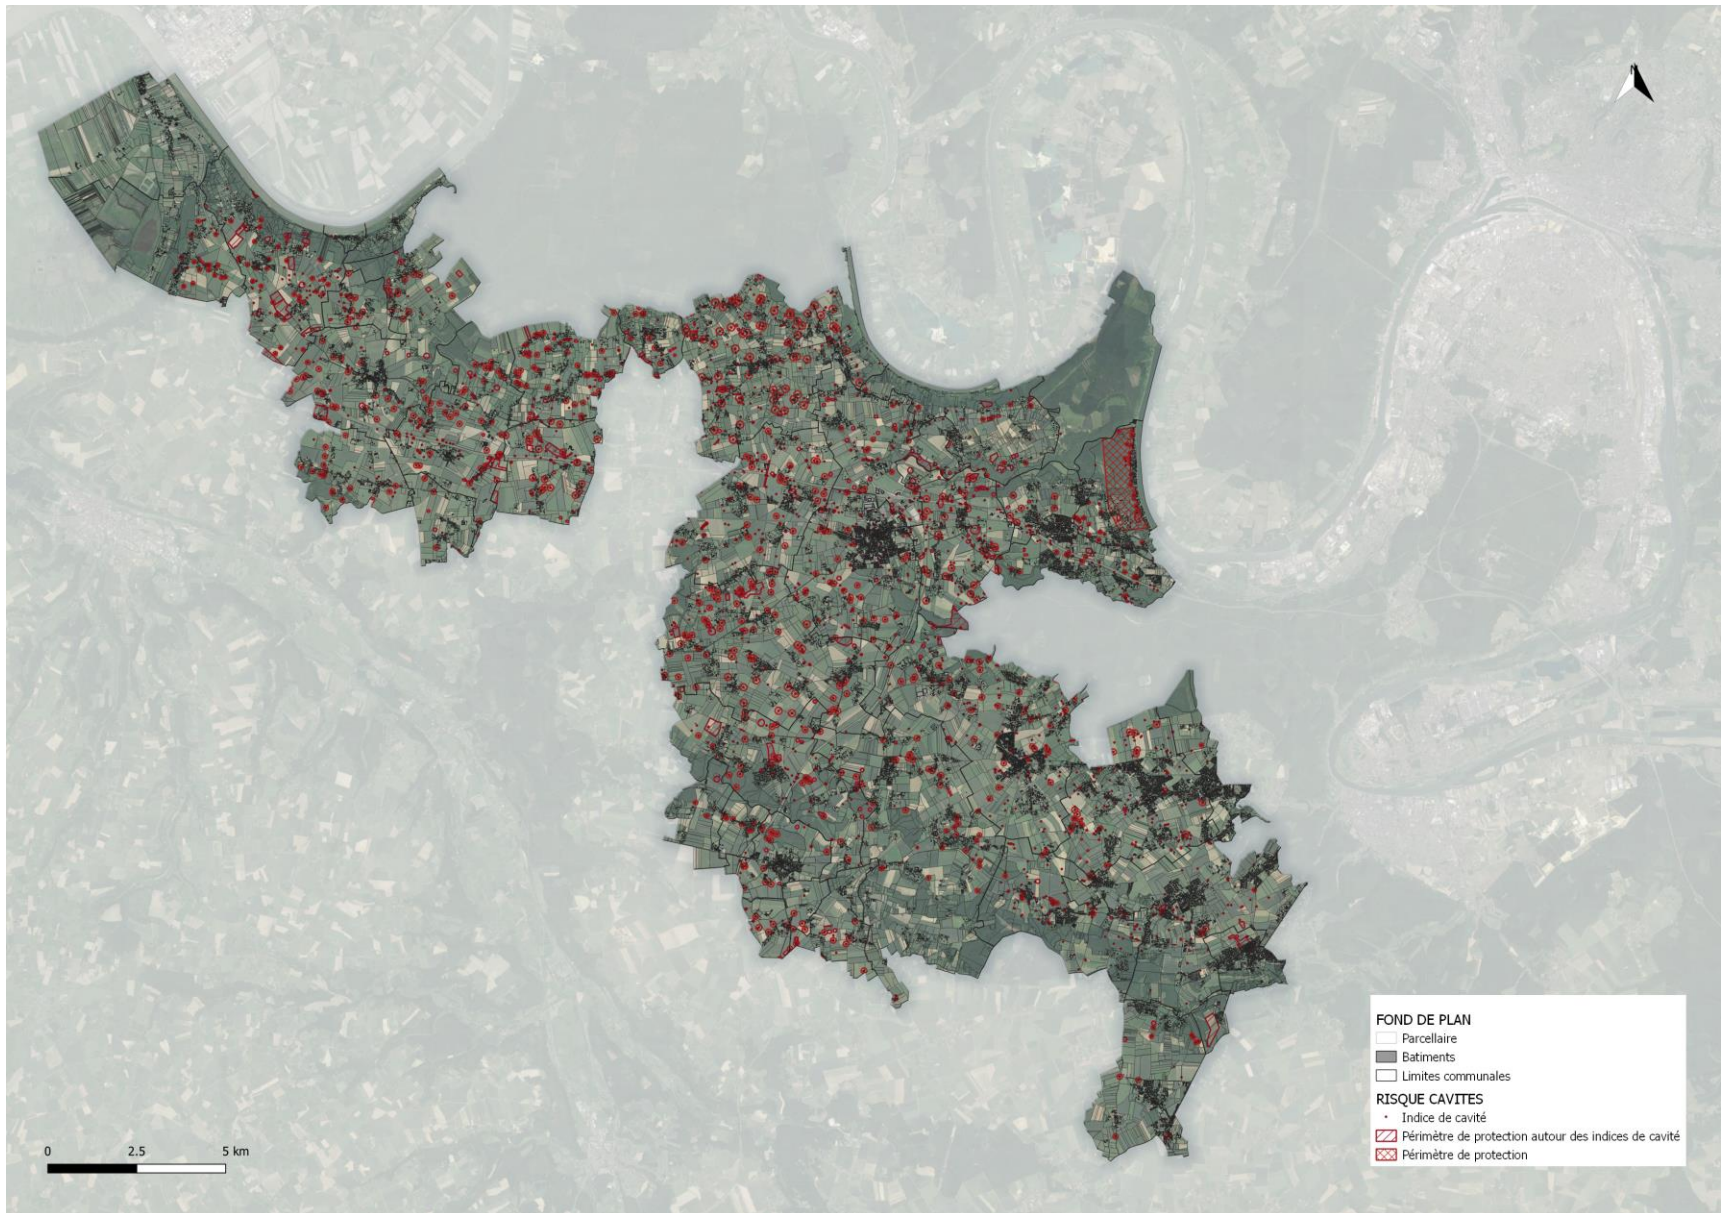 N
FOND DE PLAN
Parcellaire
Batiments
Limites communales
RISQUE CAVITES
Indice de cavité
Périmètre de protection autour des indices de cavité
Périmètre de protection
0 2.5 5 km